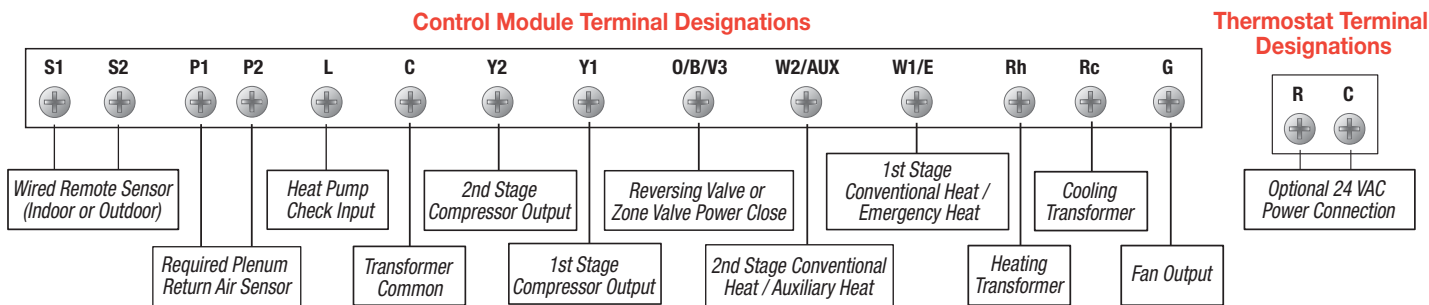 Control Module Terminal Designations
Thermostat Terminal
Designations
S1 S2 P1 P2 L C Y2 Y1 O/B/V3 W2/AUX W1/E Rh Rc G
R C
Wired Remote Sensor
(Indoor or Outdoor)
Heat Pump
Check Input
2nd Stage
Compressor Output
Reversing Valve or
Zone Valve Power Close
1st Stage
Conventional Heat /
Emergency Heat
Cooling
Transformer
Optional 24 VAC
Power Connection
Required Plenum
Return Air Sensor
Transformer
Common
1st Stage
Compressor Output
2nd Stage Conventional
Heat / Auxiliary Heat
Heating
Transformer
Fan Output